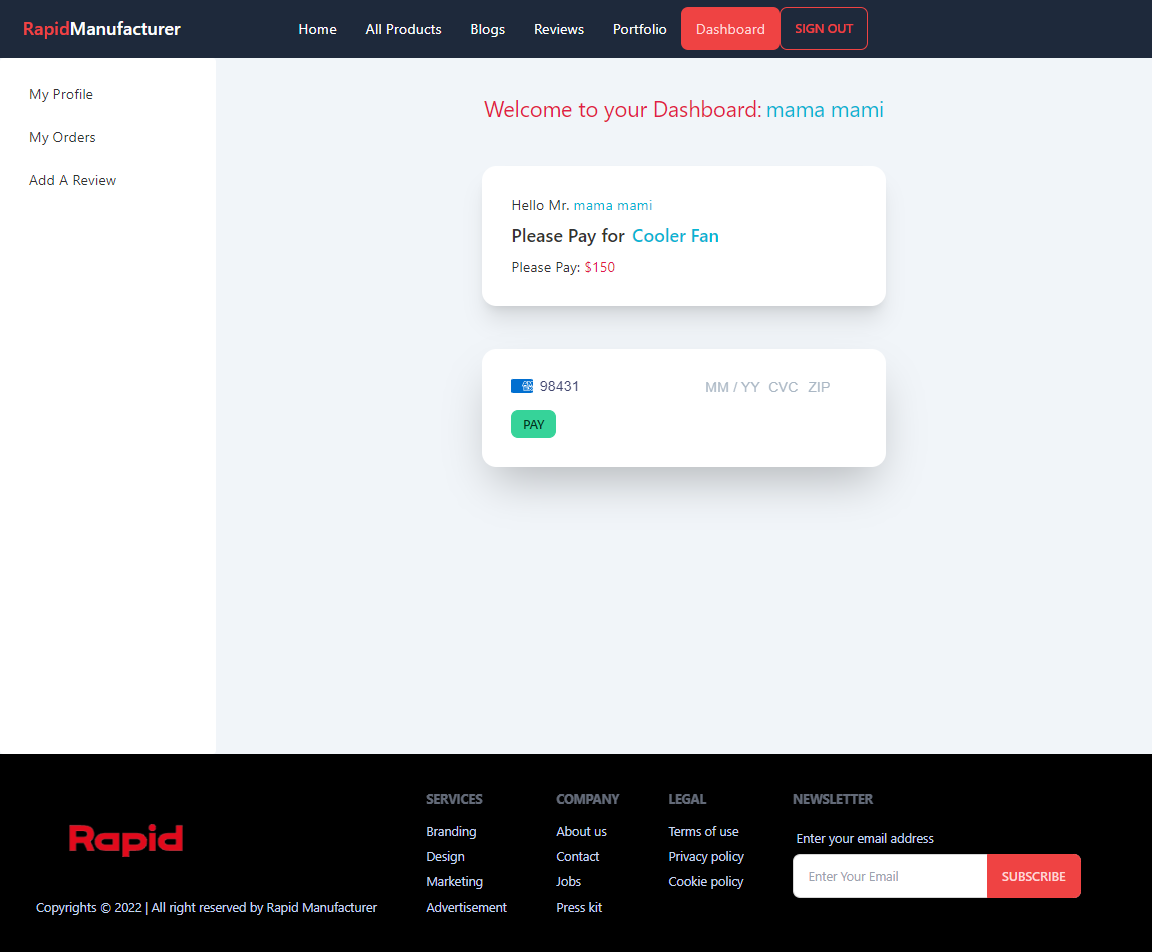 RapidManufacturer
Home
All Products
Blogs
Reviews
Portfolio
Dashboard
SIGN OUT
My Profile
My Orders
Add A Review
Welcome to your Dashboard: mama mami
Hello Mr. mama mami
Please Pay for Cooler Fan
Please Pay: $150
98431 MM / YY CVC ZIP
PAY
Rapid
Copyrights © 2022 | All right reserved by Rapid Manufacturer
SERVICES
Branding
Design
Marketing
Advertisement
COMPANY
About us
Contact
Jobs
Press kit
LEGAL
Terms of use
Privacy policy
Cookie policy
NEWSLETTER
Enter your email address
Enter Your Email
SUBSCRIBE